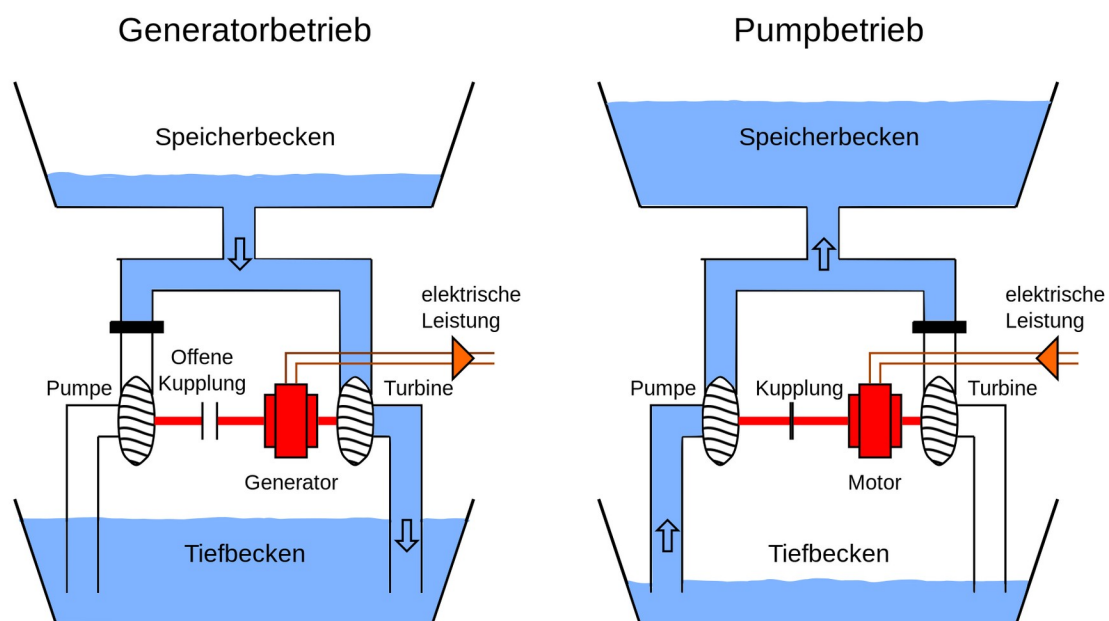 Generatorbetrieb
Speicherbecken
elektrische
Leistung
Offene
Kupplung
Pumpe
Turbine
Generator
Tiefbecken
Pumpbetrieb
Speicherbecken
elektrische
Leistung
Pumpe
Kupplung
Turbine
Motor
Tiefbecken